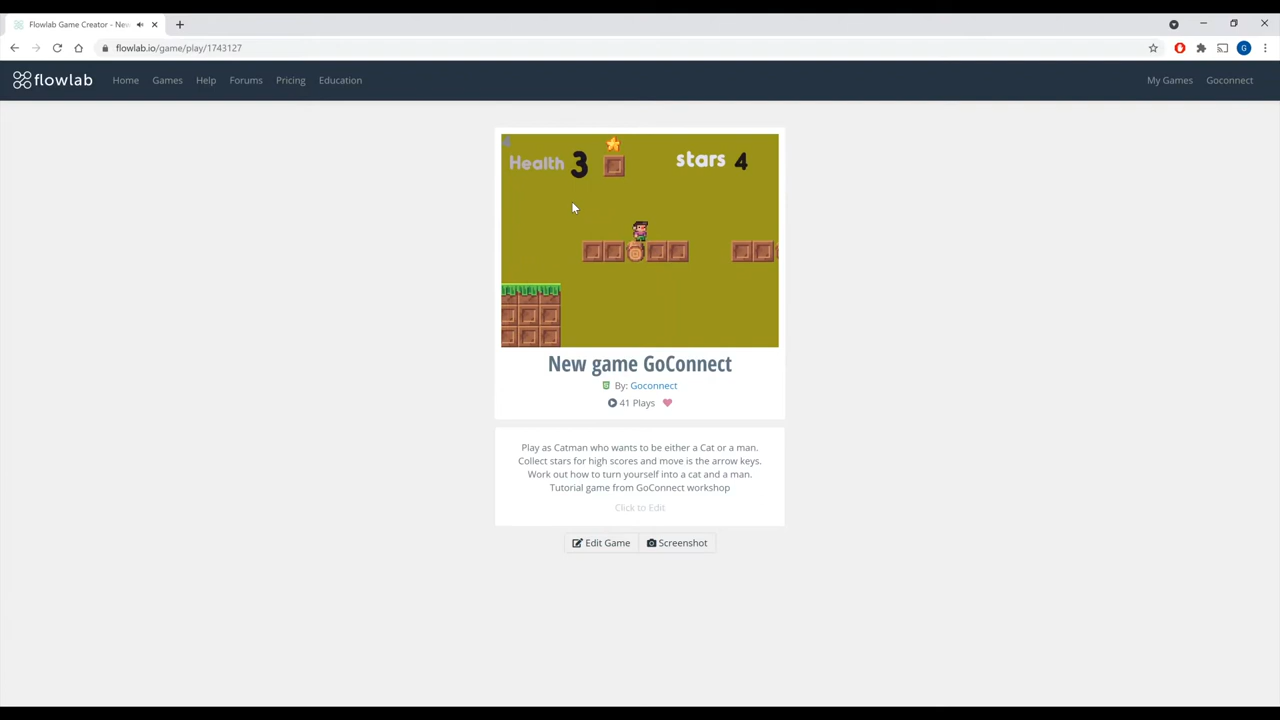 Flowlab Game Creator - New
flowlab.io/game/play/1743127
G
flowlab
Home Games Help Forums Pricing Education My Games Goconnect
Health 3 stars 4
New game GoConnect
By: Goconnect
41 Plays
Play as Catman who wants to be either a Cat or a man.
Collect stars for high scores and move is the arrow keys.
Work out how to turn yourself into a cat and a man.
Tutorial game from GoConnect workshop
Click to Edit
Edit Game Screenshot